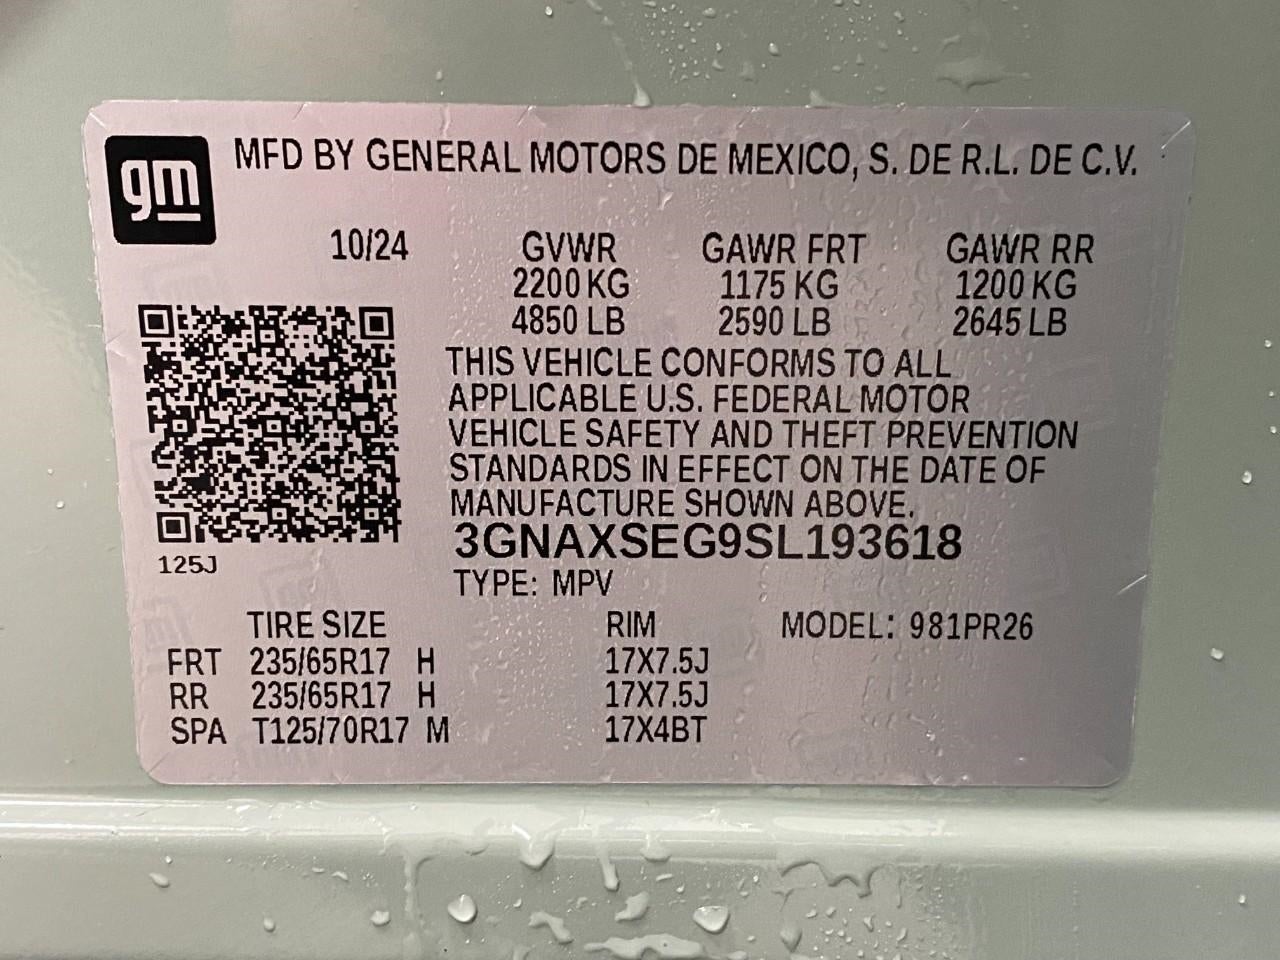 gm
MFD BY GENERAL MOTORS DE MEXICO, S. DE R.L. DE C.V.
10/24 GVWR GAWR FRT GAWR RR
2200 KG 1175 KG 1200 KG
4850 LB 2590 LB 2645 LB
THIS VEHICLE CONFORMS TO ALL
APPLICABLE U.S. FEDERAL MOTOR
VEHICLE SAFETY AND THEFT PREVENTION
STANDARDS IN EFFECT ON THE DATE OF
MANUFACTURE SHOWN ABOVE.
3GNAXSEG9SL193618
125J
TYPE: MPV
TIRE SIZE RIM MODEL: 981PR26
FRT 235/65R17 H 17X7.5J
RR 235/65R17 H 17X7.5J
SPA T125/70R17 M 17X4BT